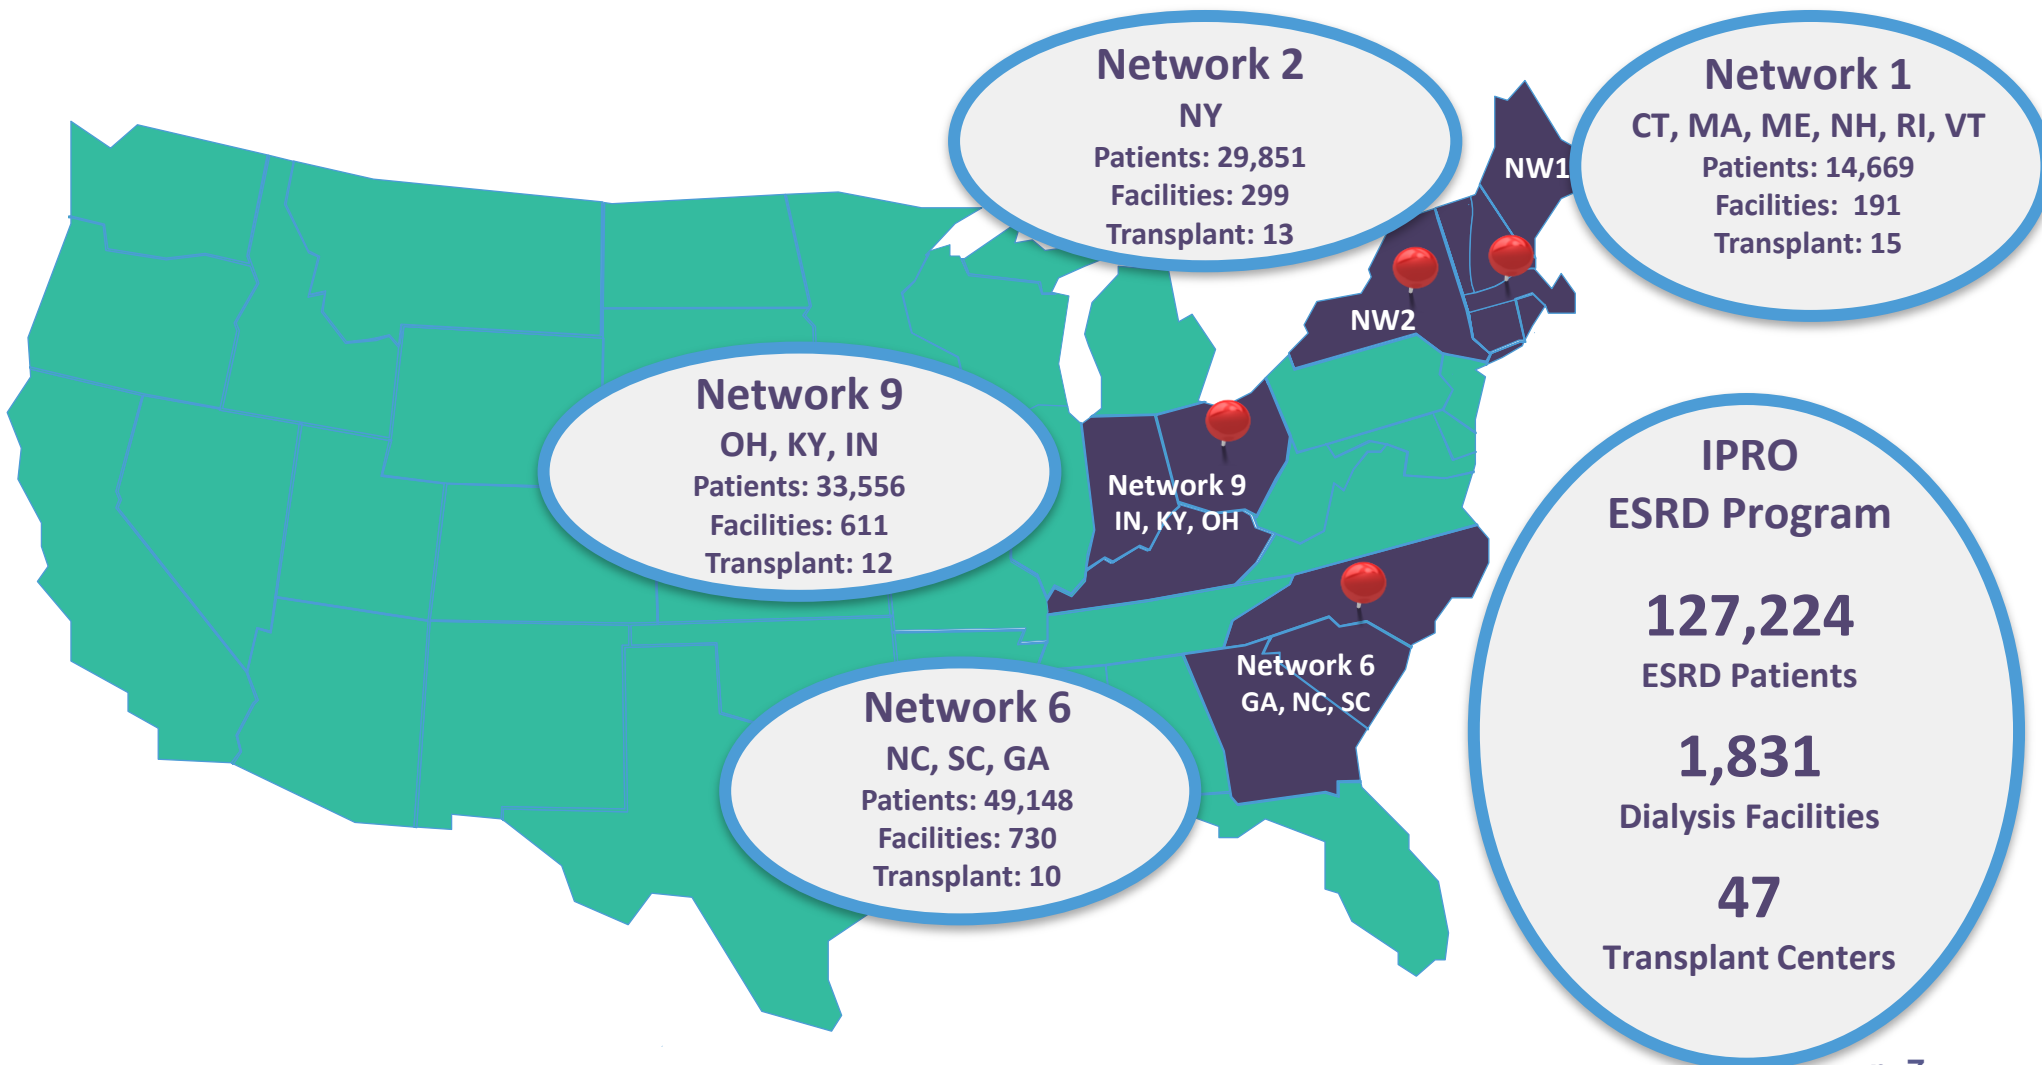 Network 2
NY
Patients: 29,851
Facilities: 299
Transplant: 13
Network 1
CT, MA, ME, NH, RI, VT
Patients: 14,669
Facilities: 191
Transplant: 15
NW1
NW2
Network 9
OH, KY, IN
Patients: 33,556
Facilities: 611
Transplant: 12
Network 9
IN, KY, OH
Network 6
GA, NC, SC
Network 6
NC, SC, GA
Patients: 49,148
Facilities: 730
Transplant: 10
IPRO
ESRD Program
127,224
ESRD Patients
1,831
Dialysis Facilities
47
Transplant Centers